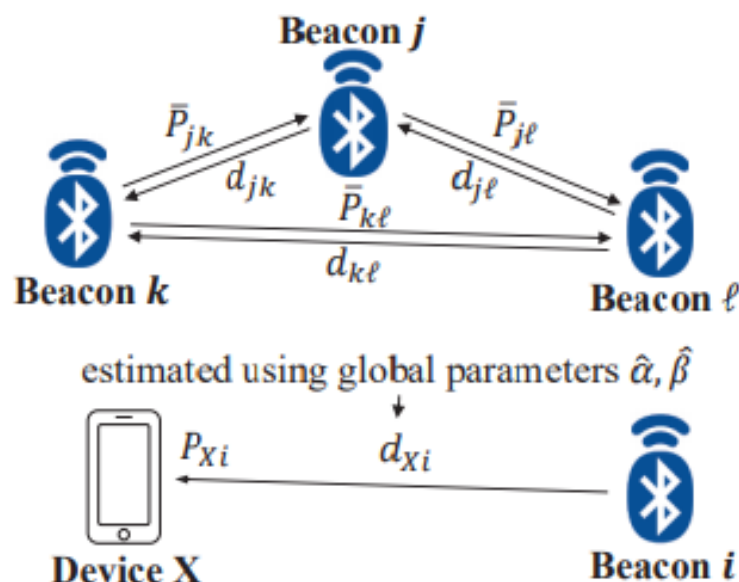 Beacon j
P̄jk
P̄jℓ
djk
djℓ
P̄kℓ
dkℓ
Beacon k
Beacon ℓ
estimated using global parameters α̂, β̂
PXi
dXi
Device X
Beacon i